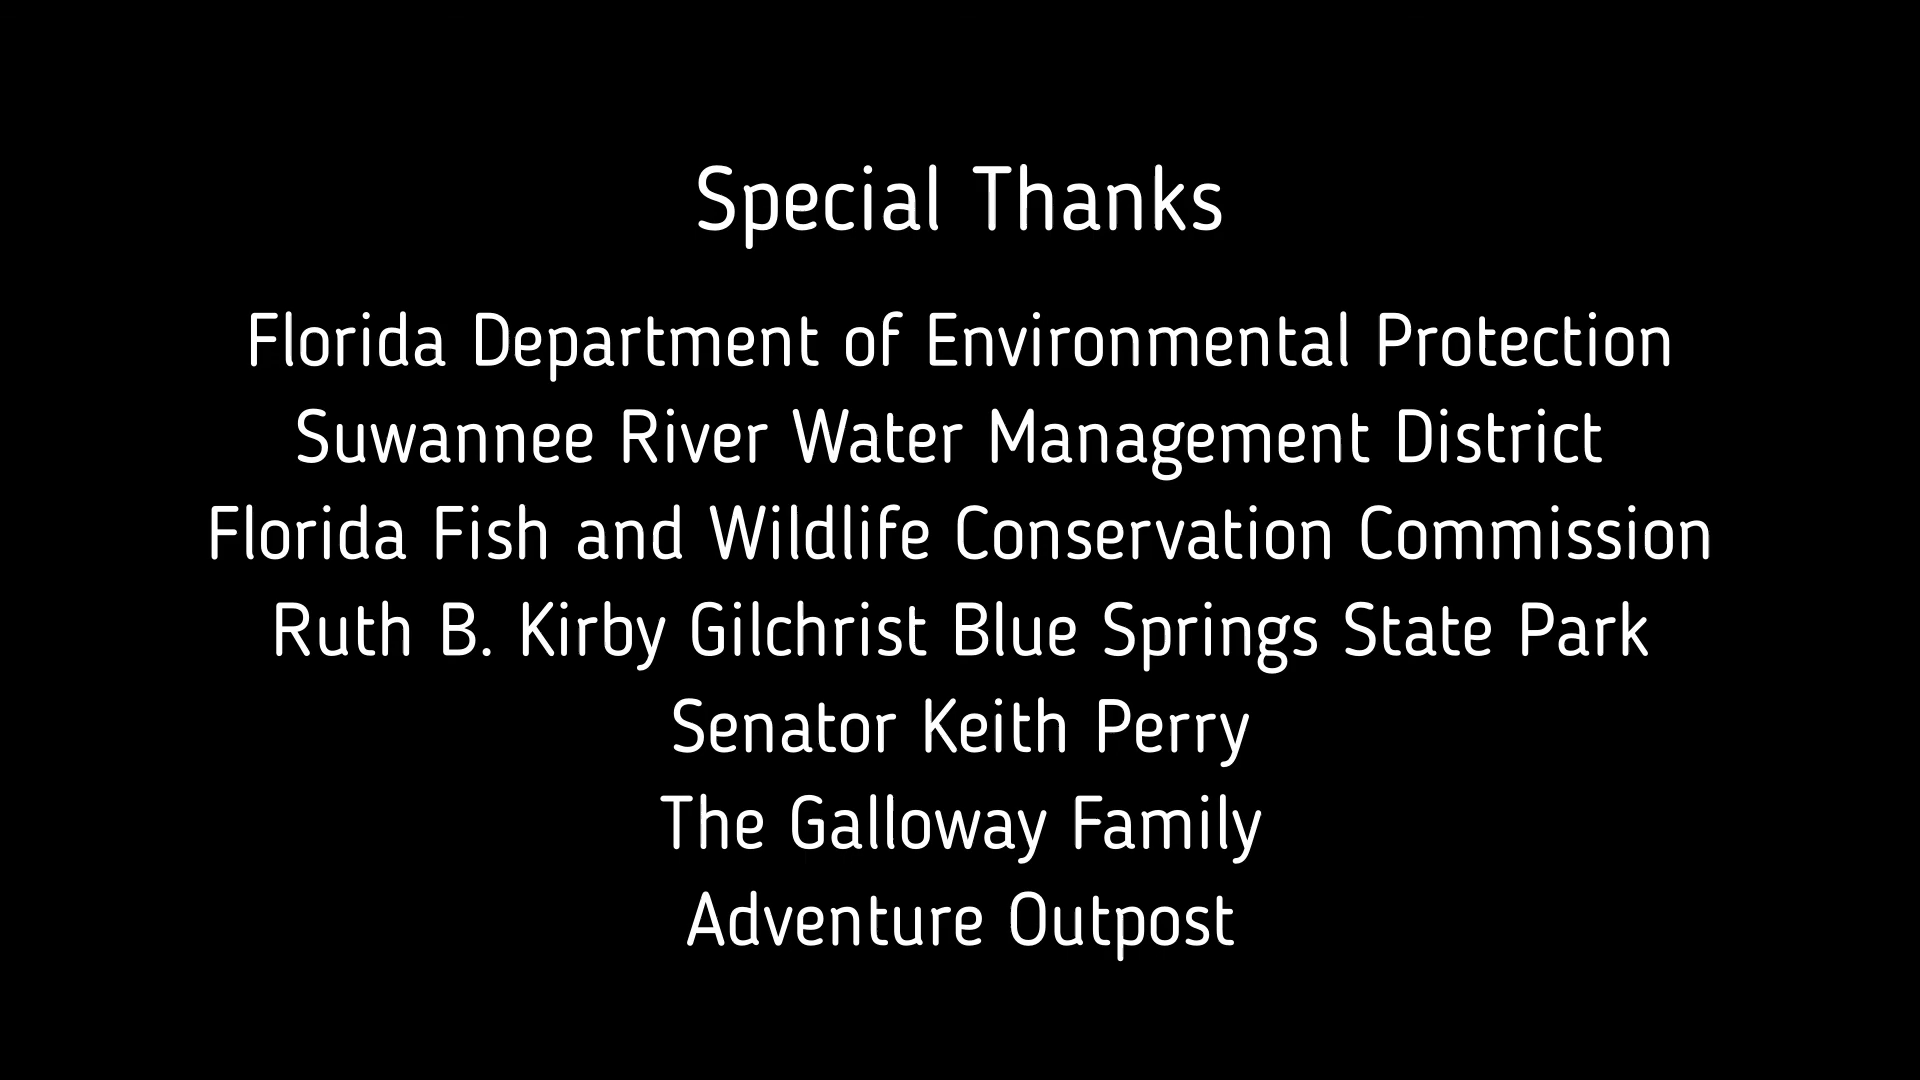 Special Thanks
Florida Department of Environmental Protection
Suwannee River Water Management District
Florida Fish and Wildlife Conservation Commission
Ruth B. Kirby Gilchrist Blue Springs State Park
Senator Keith Perry
The Galloway Family
Adventure Outpost